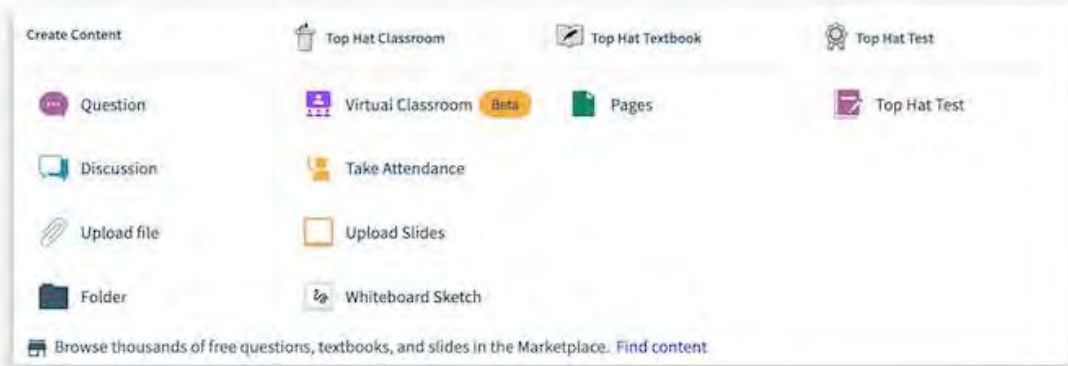 Create Content
Question
Discussion
Upload file
Folder
Top Hat Classroom
Virtual Classroom Beta
Take Attendance
Upload Slides
Whiteboard Sketch
Top Hat Textbook
Pages
Top Hat Test
Top Hat Test
Browse thousands of free questions, textbooks, and slides in the Marketplace. Find content